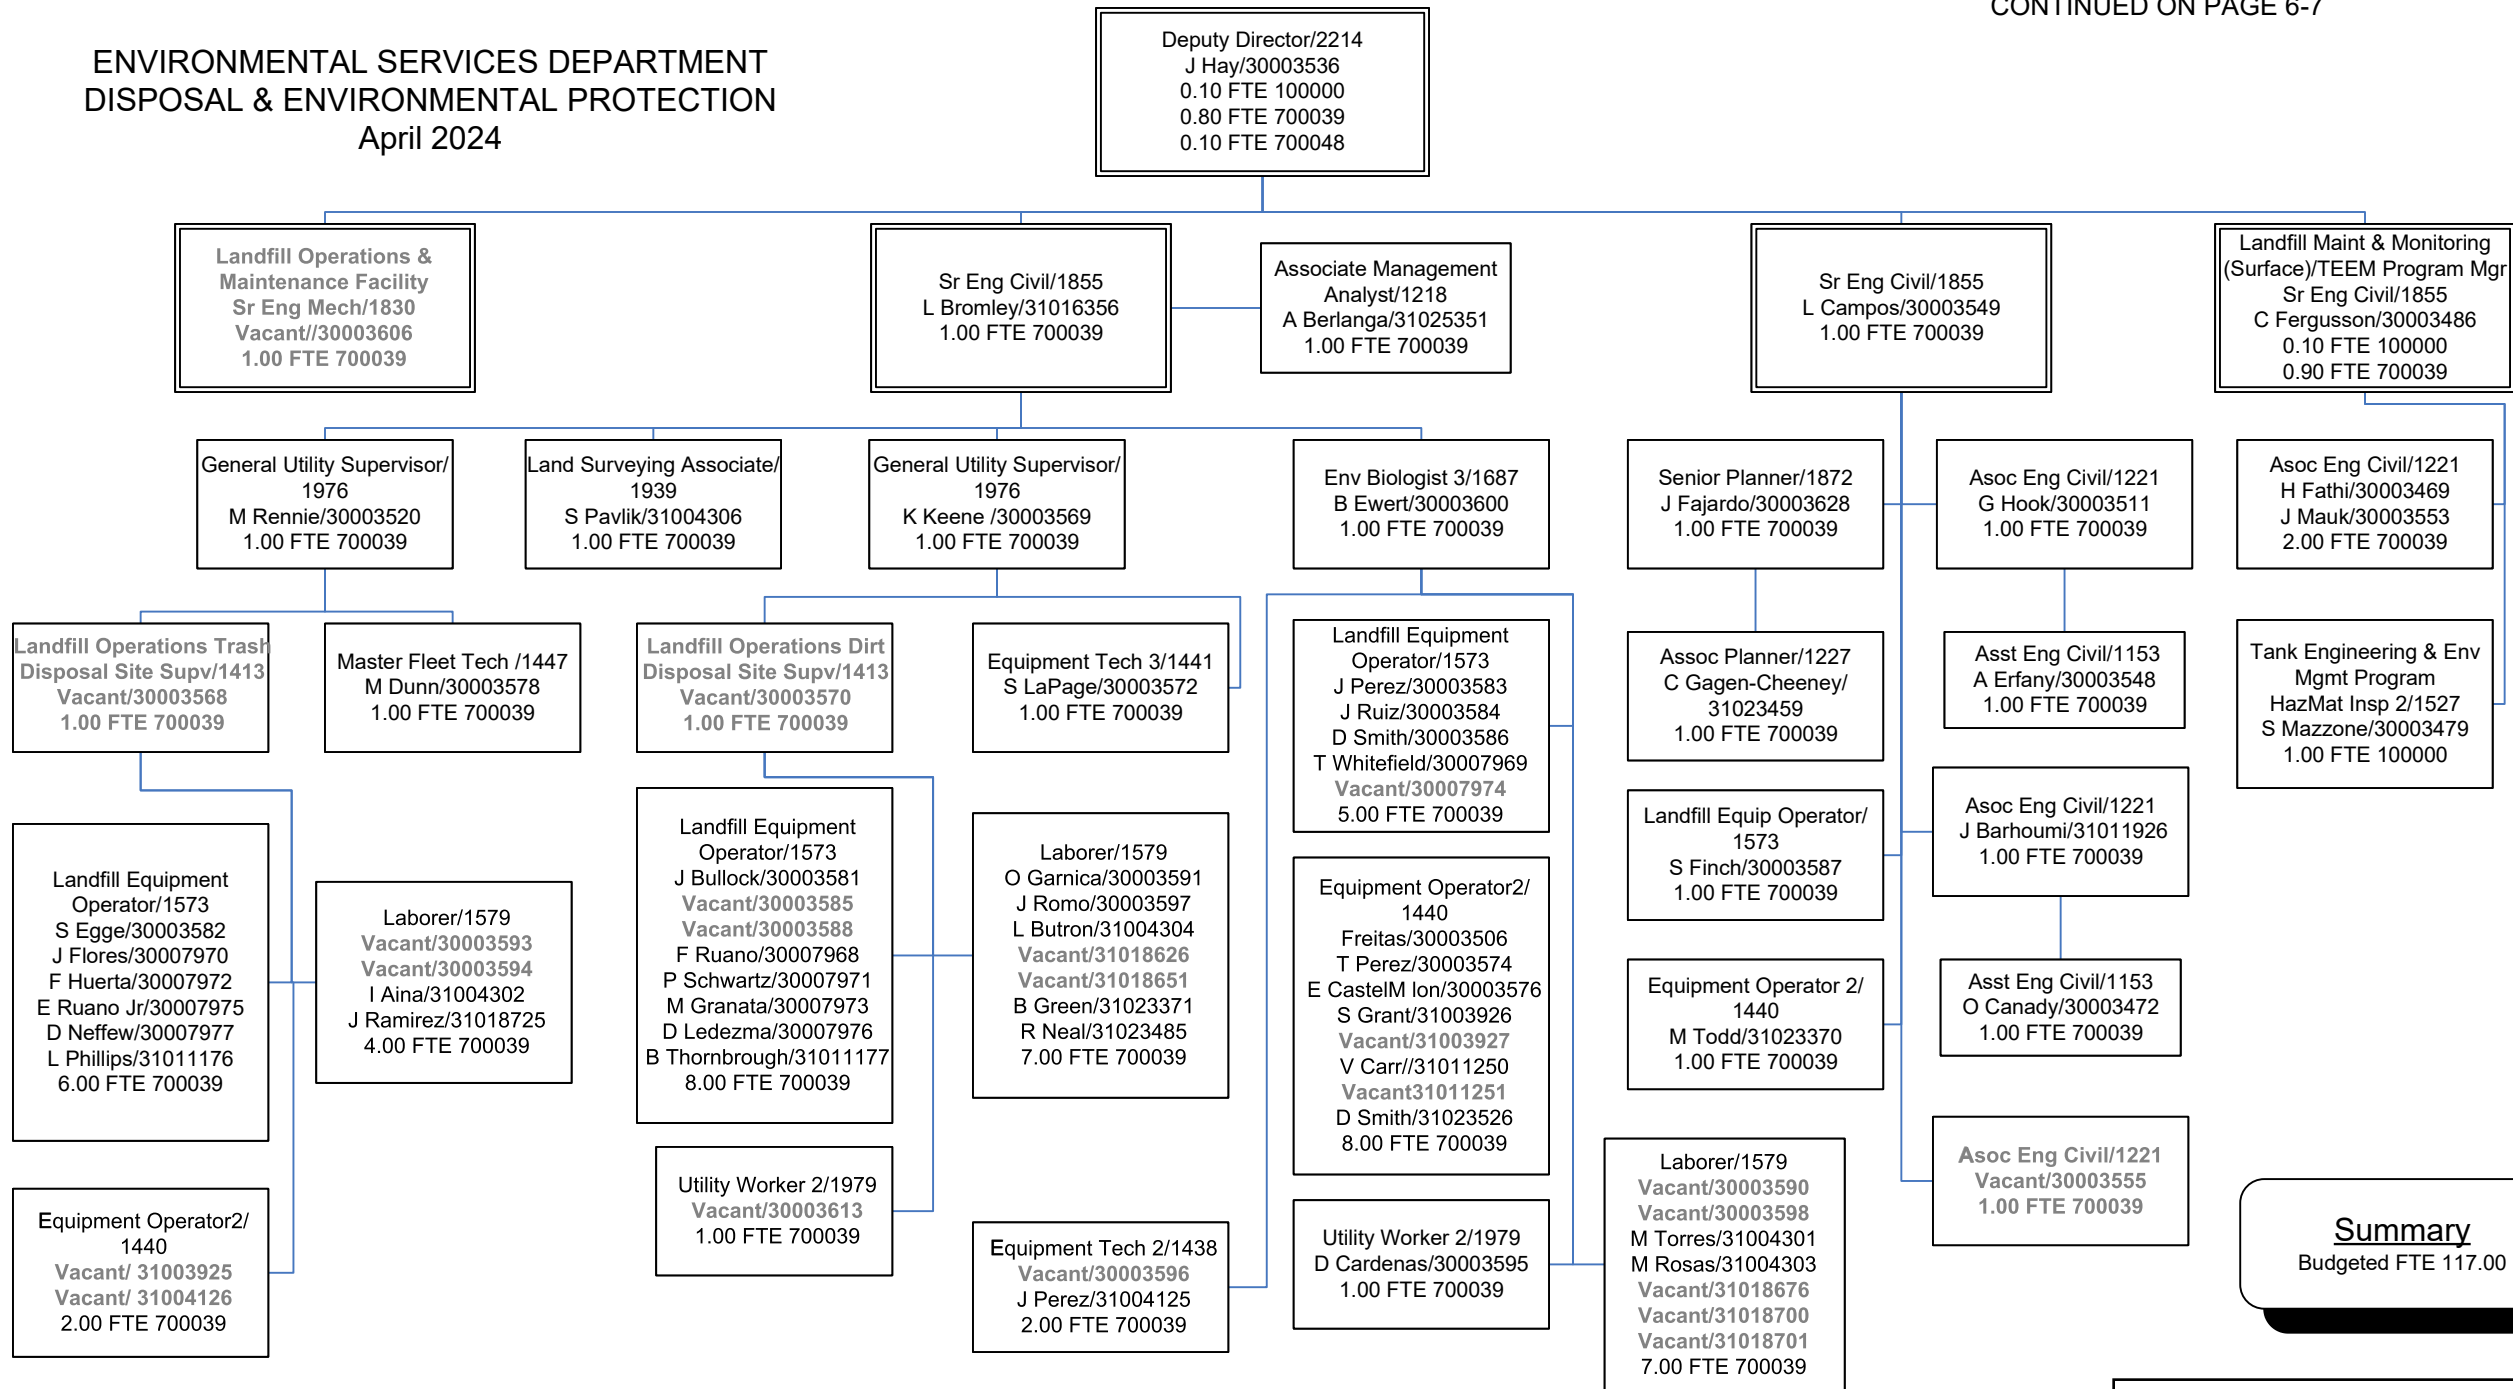 CONTINUED ON PAGE 6-7
ENVIRONMENTAL SERVICES DEPARTMENT
DISPOSAL & ENVIRONMENTAL PROTECTION
April 2024
Deputy Director/2214
J Hay/30003536
0.10 FTE 100000
0.80 FTE 700039
0.10 FTE 700048
Landfill Operations &
Maintenance Facility
Sr Eng Mech/1830
Vacant//30003606
1.00 FTE 700039
Sr Eng Civil/1855
L Bromley/31016356
1.00 FTE 700039
Associate Management
Analyst/1218
A Berlanga/31025351
1.00 FTE 700039
Sr Eng Civil/1855
L Campos/30003549
1.00 FTE 700039
Landfill Maint & Monitoring
(Surface)/TEEM Program Mgr
Sr Eng Civil/1855
C Fergusson/30003486
0.10 FTE 100000
0.90 FTE 700039
General Utility Supervisor/
1976
M Rennie/30003520
1.00 FTE 700039
Land Surveying Associate/
1939
S Pavlik/31004306
1.00 FTE 700039
General Utility Supervisor/
1976
K Keene /30003569
1.00 FTE 700039
Env Biologist 3/1687
B Ewert/30003600
1.00 FTE 700039
Senior Planner/1872
J Fajardo/30003628
1.00 FTE 700039
Asoc Eng Civil/1221
G Hook/30003511
1.00 FTE 700039
Asoc Eng Civil/1221
H Fathi/30003469
J Mauk/30003553
2.00 FTE 700039
Landfill Operations Trash
Disposal Site Supv/1413
Vacant/30003568
1.00 FTE 700039
Master Fleet Tech /1447
M Dunn/30003578
1.00 FTE 700039
Landfill Operations Dirt
Disposal Site Supv/1413
Vacant/30003570
1.00 FTE 700039
Equipment Tech 3/1441
S LaPage/30003572
1.00 FTE 700039
Landfill Equipment
Operator/1573
J Perez/30003583
J Ruiz/30003584
D Smith/30003586
T Whitefield/30007969
Vacant/30007974
5.00 FTE 700039
Assoc Planner/1227
C Gagen-Cheeney/
31023459
1.00 FTE 700039
Asst Eng Civil/1153
A Erfany/30003548
1.00 FTE 700039
Tank Engineering & Env
Mgmt Program
HazMat Insp 2/1527
S Mazzone/30003479
1.00 FTE 100000
Landfill Equipment
Operator/1573
S Egge/30003582
J Flores/30007970
F Huerta/30007972
E Ruano Jr/30007975
D Neffew/30007977
L Phillips/31011176
6.00 FTE 700039
Laborer/1579
Vacant/30003593
Vacant/30003594
I Aina/31004302
J Ramirez/31018725
4.00 FTE 700039
Landfill Equipment
Operator/1573
J Bullock/30003581
Vacant/30003585
Vacant/30003588
F Ruano/30007968
P Schwartz/30007971
M Granata/30007973
D Ledezma/30007976
B Thornbrough/31011177
8.00 FTE 700039
Laborer/1579
O Garnica/30003591
J Romo/30003597
L Butron/31004304
Vacant/31018626
Vacant/31018651
B Green/31023371
R Neal/31023485
7.00 FTE 700039
Equipment Operator2/
1440
Freitas/30003506
T Perez/30003574
E CastelM lon/30003576
S Grant/31003926
Vacant/31003927
V Carr//31011250
Vacant31011251
D Smith/31023526
8.00 FTE 700039
Landfill Equip Operator/
1573
S Finch/30003587
1.00 FTE 700039
Asoc Eng Civil/1221
J Barhoumi/31011926
1.00 FTE 700039
Equipment Operator 2/
1440
M Todd/31023370
1.00 FTE 700039
Asst Eng Civil/1153
O Canady/30003472
1.00 FTE 700039
Equipment Operator2/
1440
Vacant/ 31003925
Vacant/ 31004126
2.00 FTE 700039
Utility Worker 2/1979
Vacant/30003613
1.00 FTE 700039
Equipment Tech 2/1438
Vacant/30003596
J Perez/31004125
2.00 FTE 700039
Utility Worker 2/1979
D Cardenas/30003595
1.00 FTE 700039
Laborer/1579
Vacant/30003590
Vacant/30003598
M Torres/31004301
M Rosas/31004303
Vacant/31018676
Vacant/31018700
Vacant/31018701
7.00 FTE 700039
Asoc Eng Civil/1221
Vacant/30003555
1.00 FTE 700039
Summary
Budgeted FTE 117.00